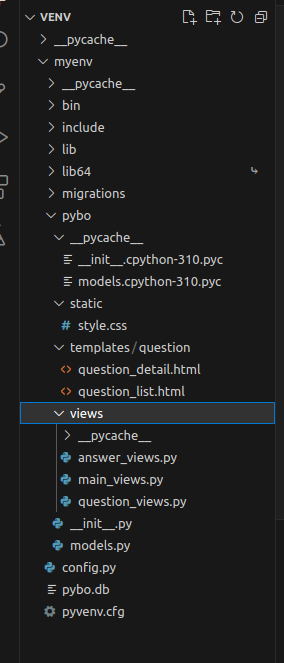 VENV
__pycache__
myenv
__pycache__
bin
include
lib
lib64
migrations
pybo
__pycache__
__init__.cpython-310.pyc
models.cpython-310.pyc
static
style.css
templates/question
question_detail.html
question_list.html
views
__pycache__
answer_views.py
main_views.py
question_views.py
__init__.py
models.py
config.py
pybo.db
pyvenv.cfg